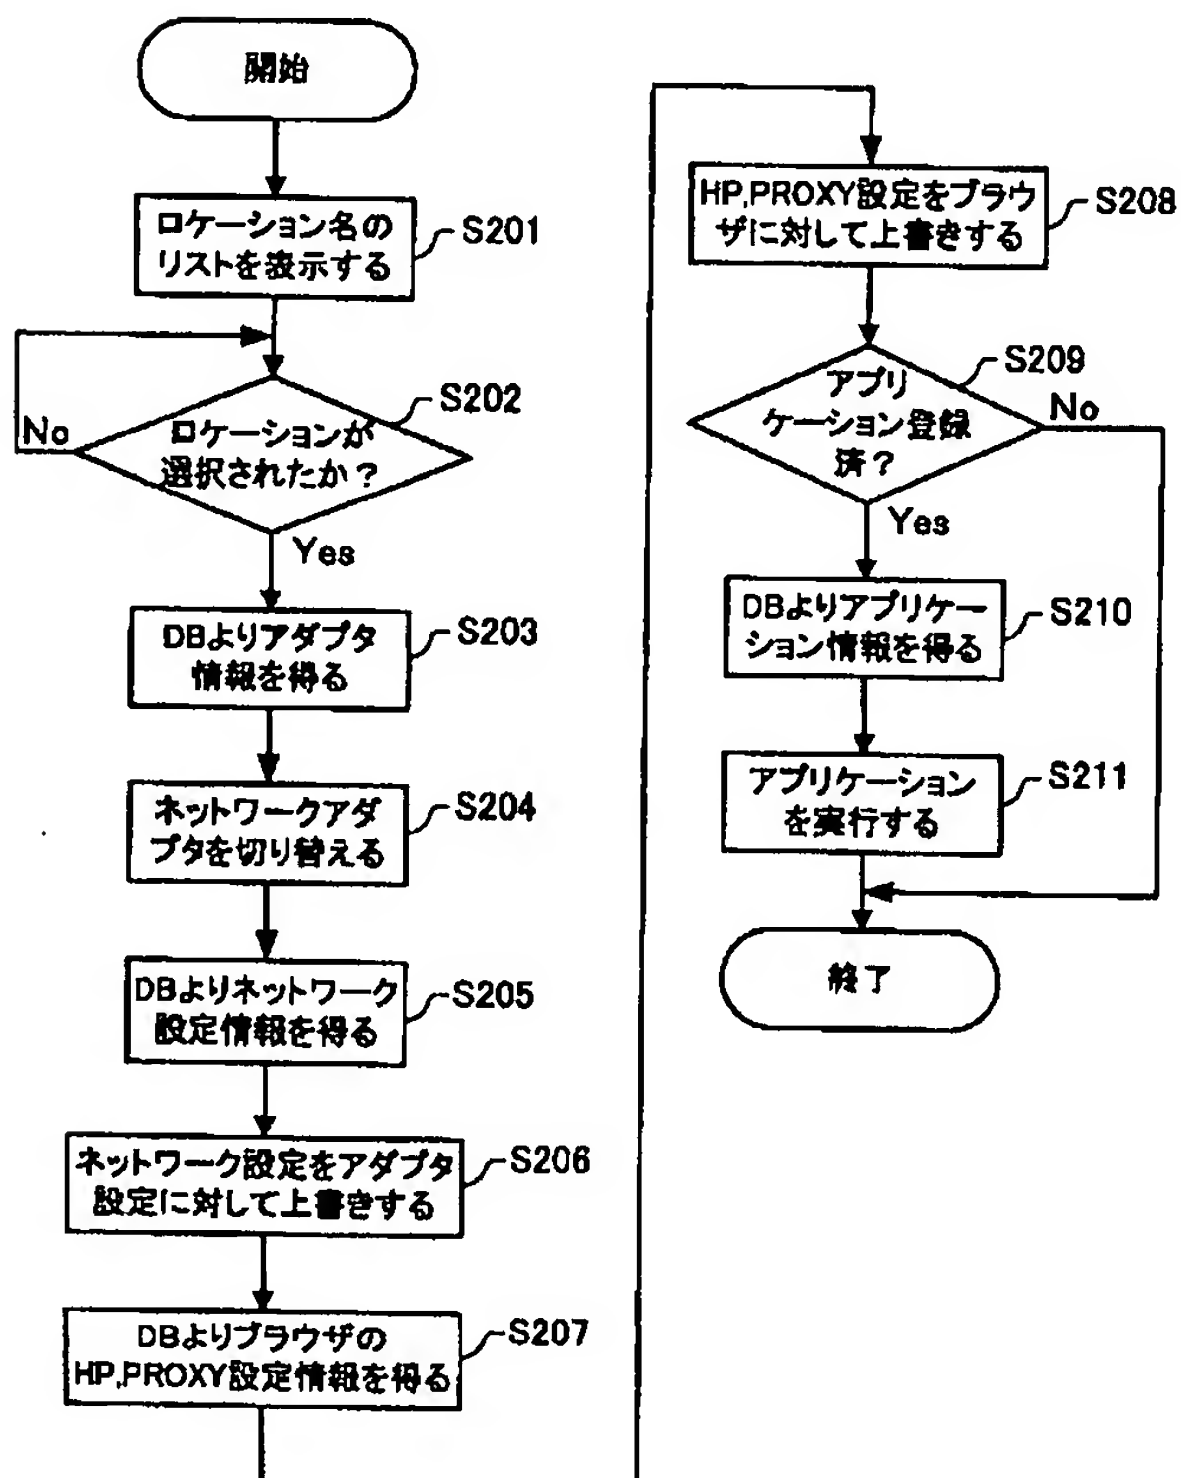 開始
ロケーション名の
リストを表示する
S201
ロケーションが
選択されたか?
S202
No
Yes
DBよりアダプタ
情報を得る
S203
ネットワークアダ
プタを切り替える
S204
DBよりネットワーク
設定情報を得る
S205
ネットワーク設定をアダプタ
設定に対して上書きする
S206
DBよりブラウザの
HP,PROXY設定情報を得る
S207
HP,PROXY設定をブラウ
ザに対して上書きする
S208
アプリ
ケーション登録
済?
S209
No
Yes
DBよりアプリケー
ション情報を得る
S210
アプリケーション
を実行する
S211
終了